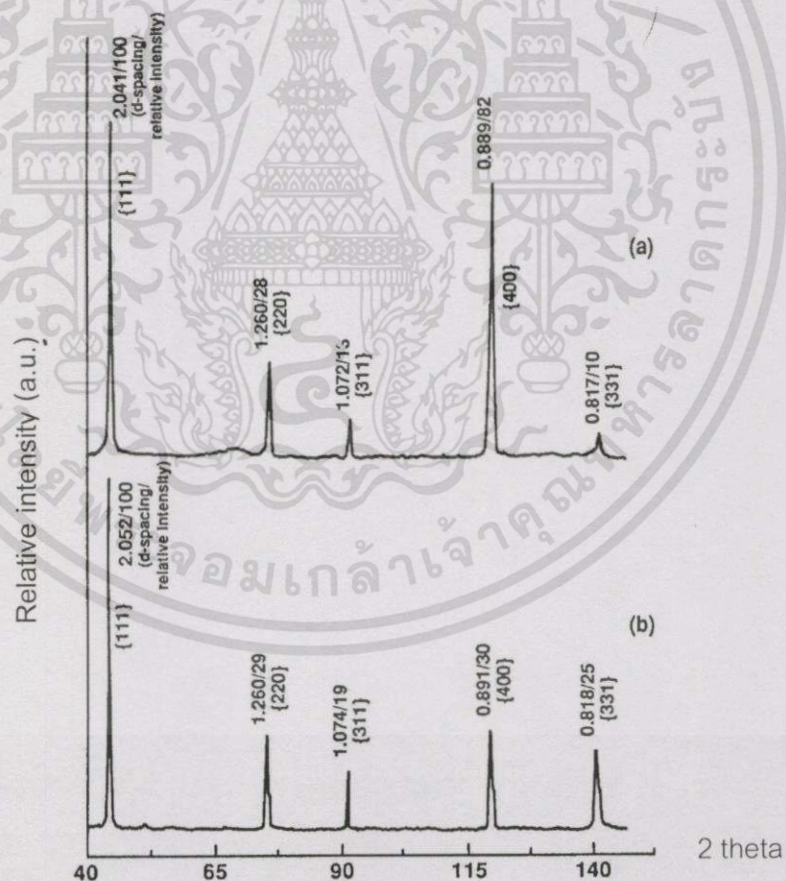 2.041/100
(d-spacing/
relative intensity)
{111}
1.260/28
{220}
{311}
0.889/82
{400}
0.817/10
{331}
(a)
2.052/100
(d-spacing/
relative intensity)
{111}
1.260/29
{220}
1.074/19
{311}
0.891/30
{400}
0.818/25
{331}
(b)
Relative intensity (a.u.)
40 65 90 115 140
2 theta
พระจอมเกล้าเจ้าคุณทหารลาดกระบัง